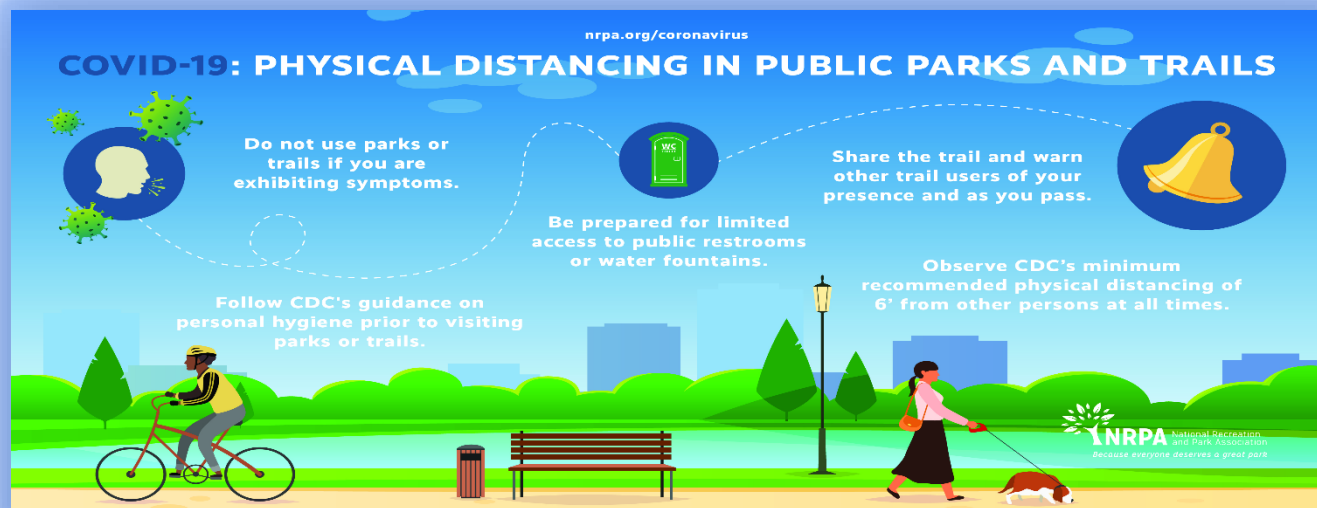 nrpa.org/coronavirus
COVID-19: PHYSICAL DISTANCING IN PUBLIC PARKS AND TRAILS
Do not use parks or
trails if you are
exhibiting symptoms.
Follow CDC's guidance on
personal hygiene prior to visiting
parks or trails.
WC
Be prepared for limited
access to public restrooms
or water fountains.
Share the trail and warn
other trail users of your
presence and as you pass.
Observe CDC's minimum
recommended physical distancing of
6' from other persons at all times.
NRPA National Recreation
and Park Association
Because everyone deserves a great park